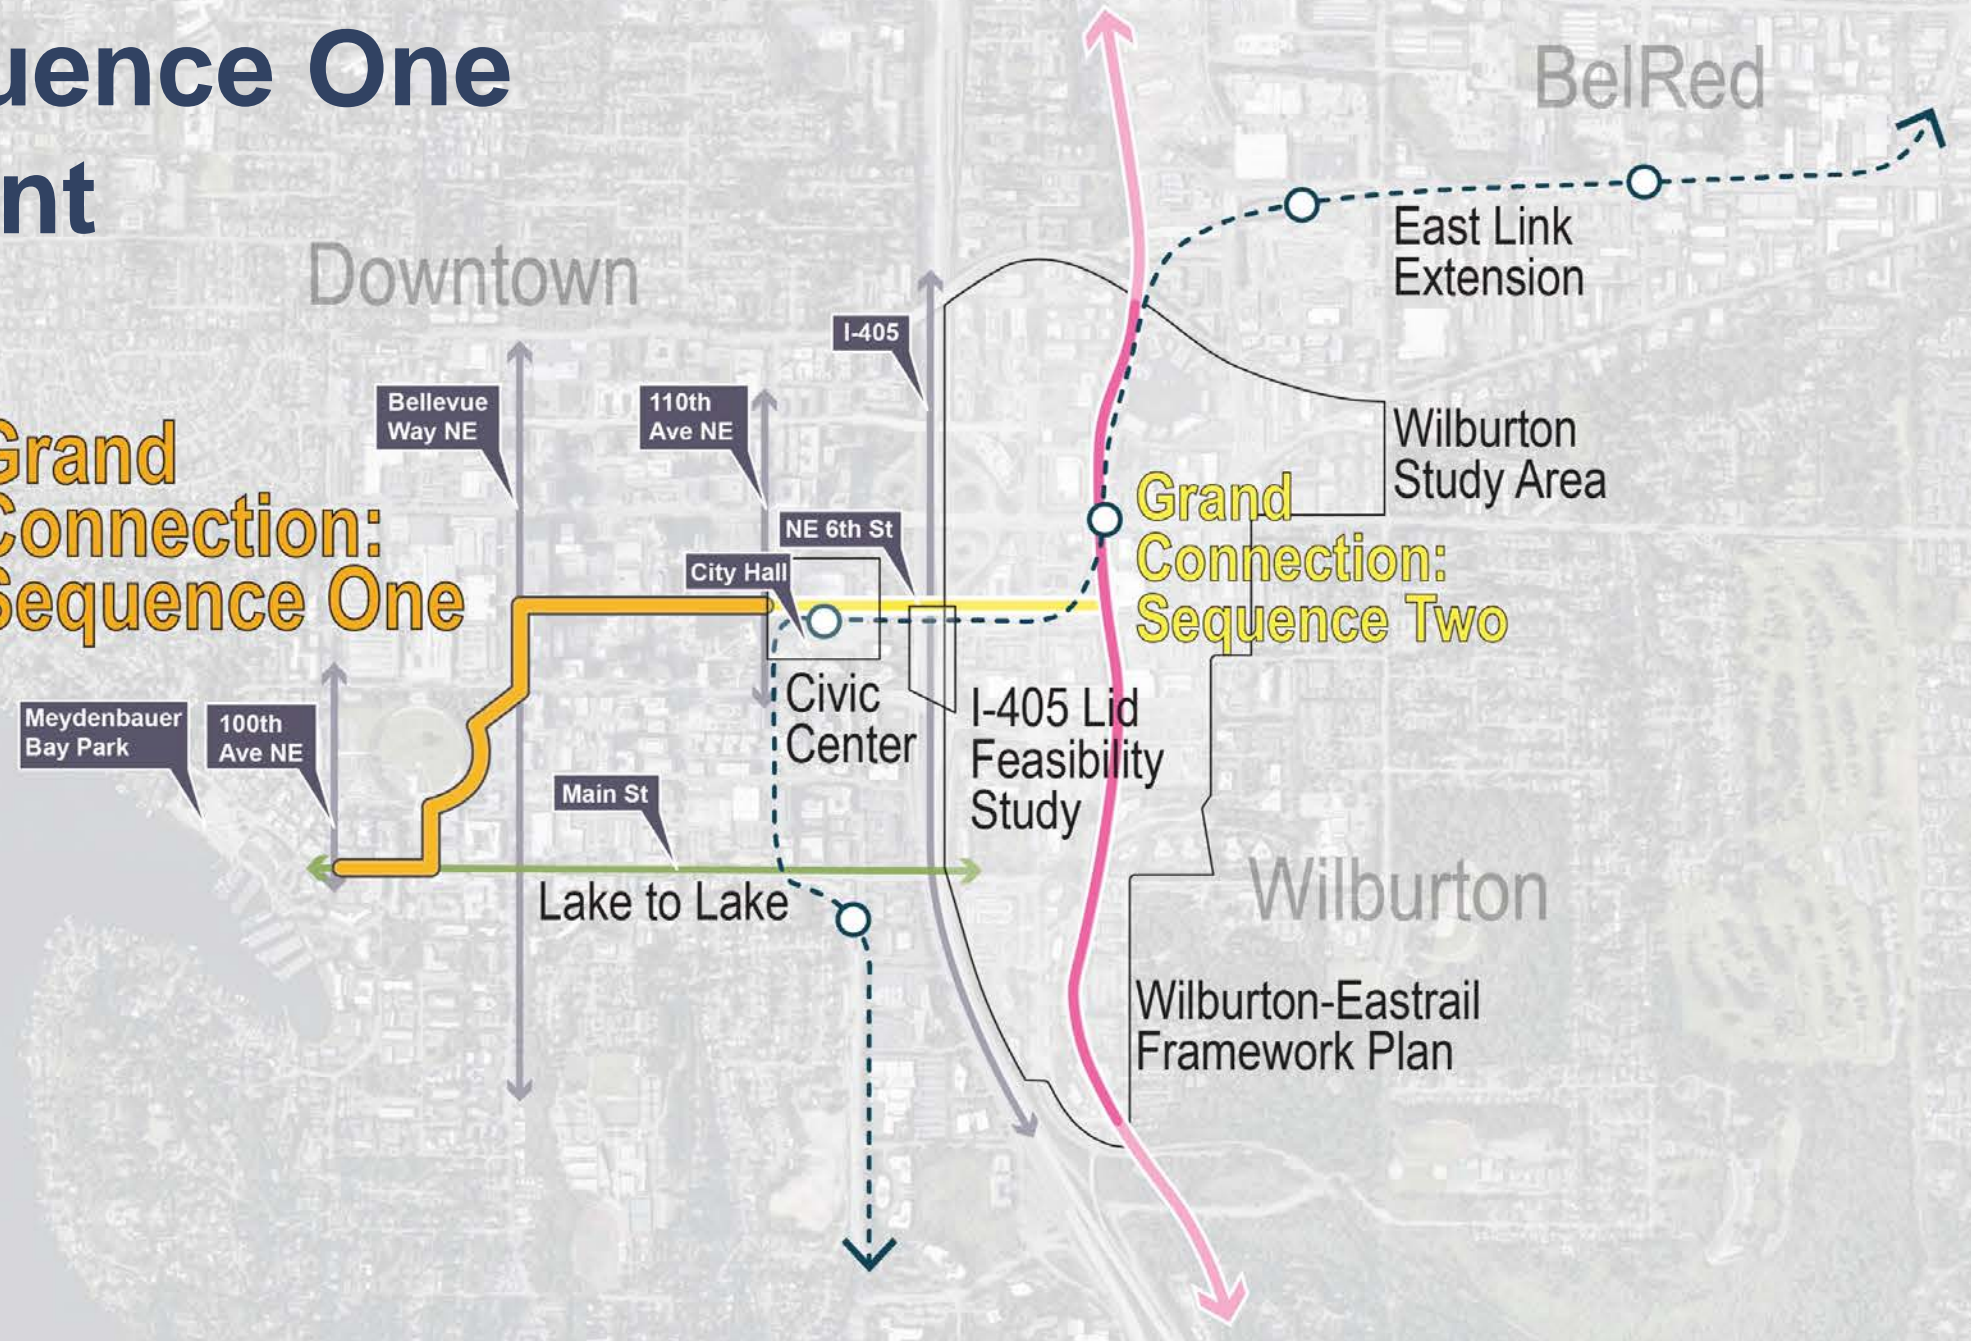 uence One
nt
BelRed
Downtown
East Link
Extension
I-405
Bellevue
Way NE
110th
Ave NE
Wilburton
Study Area
Grand
Connection:
Sequence One
Grand
Connection:
Sequence Two
NE 6th St
City Hall
Civic
Center
I-405 Lid
Feasibility
Study
Meydenbauer
Bay Park
100th
Ave NE
Main St
Lake to Lake
Wilburton
Wilburton-Eastrail
Framework Plan